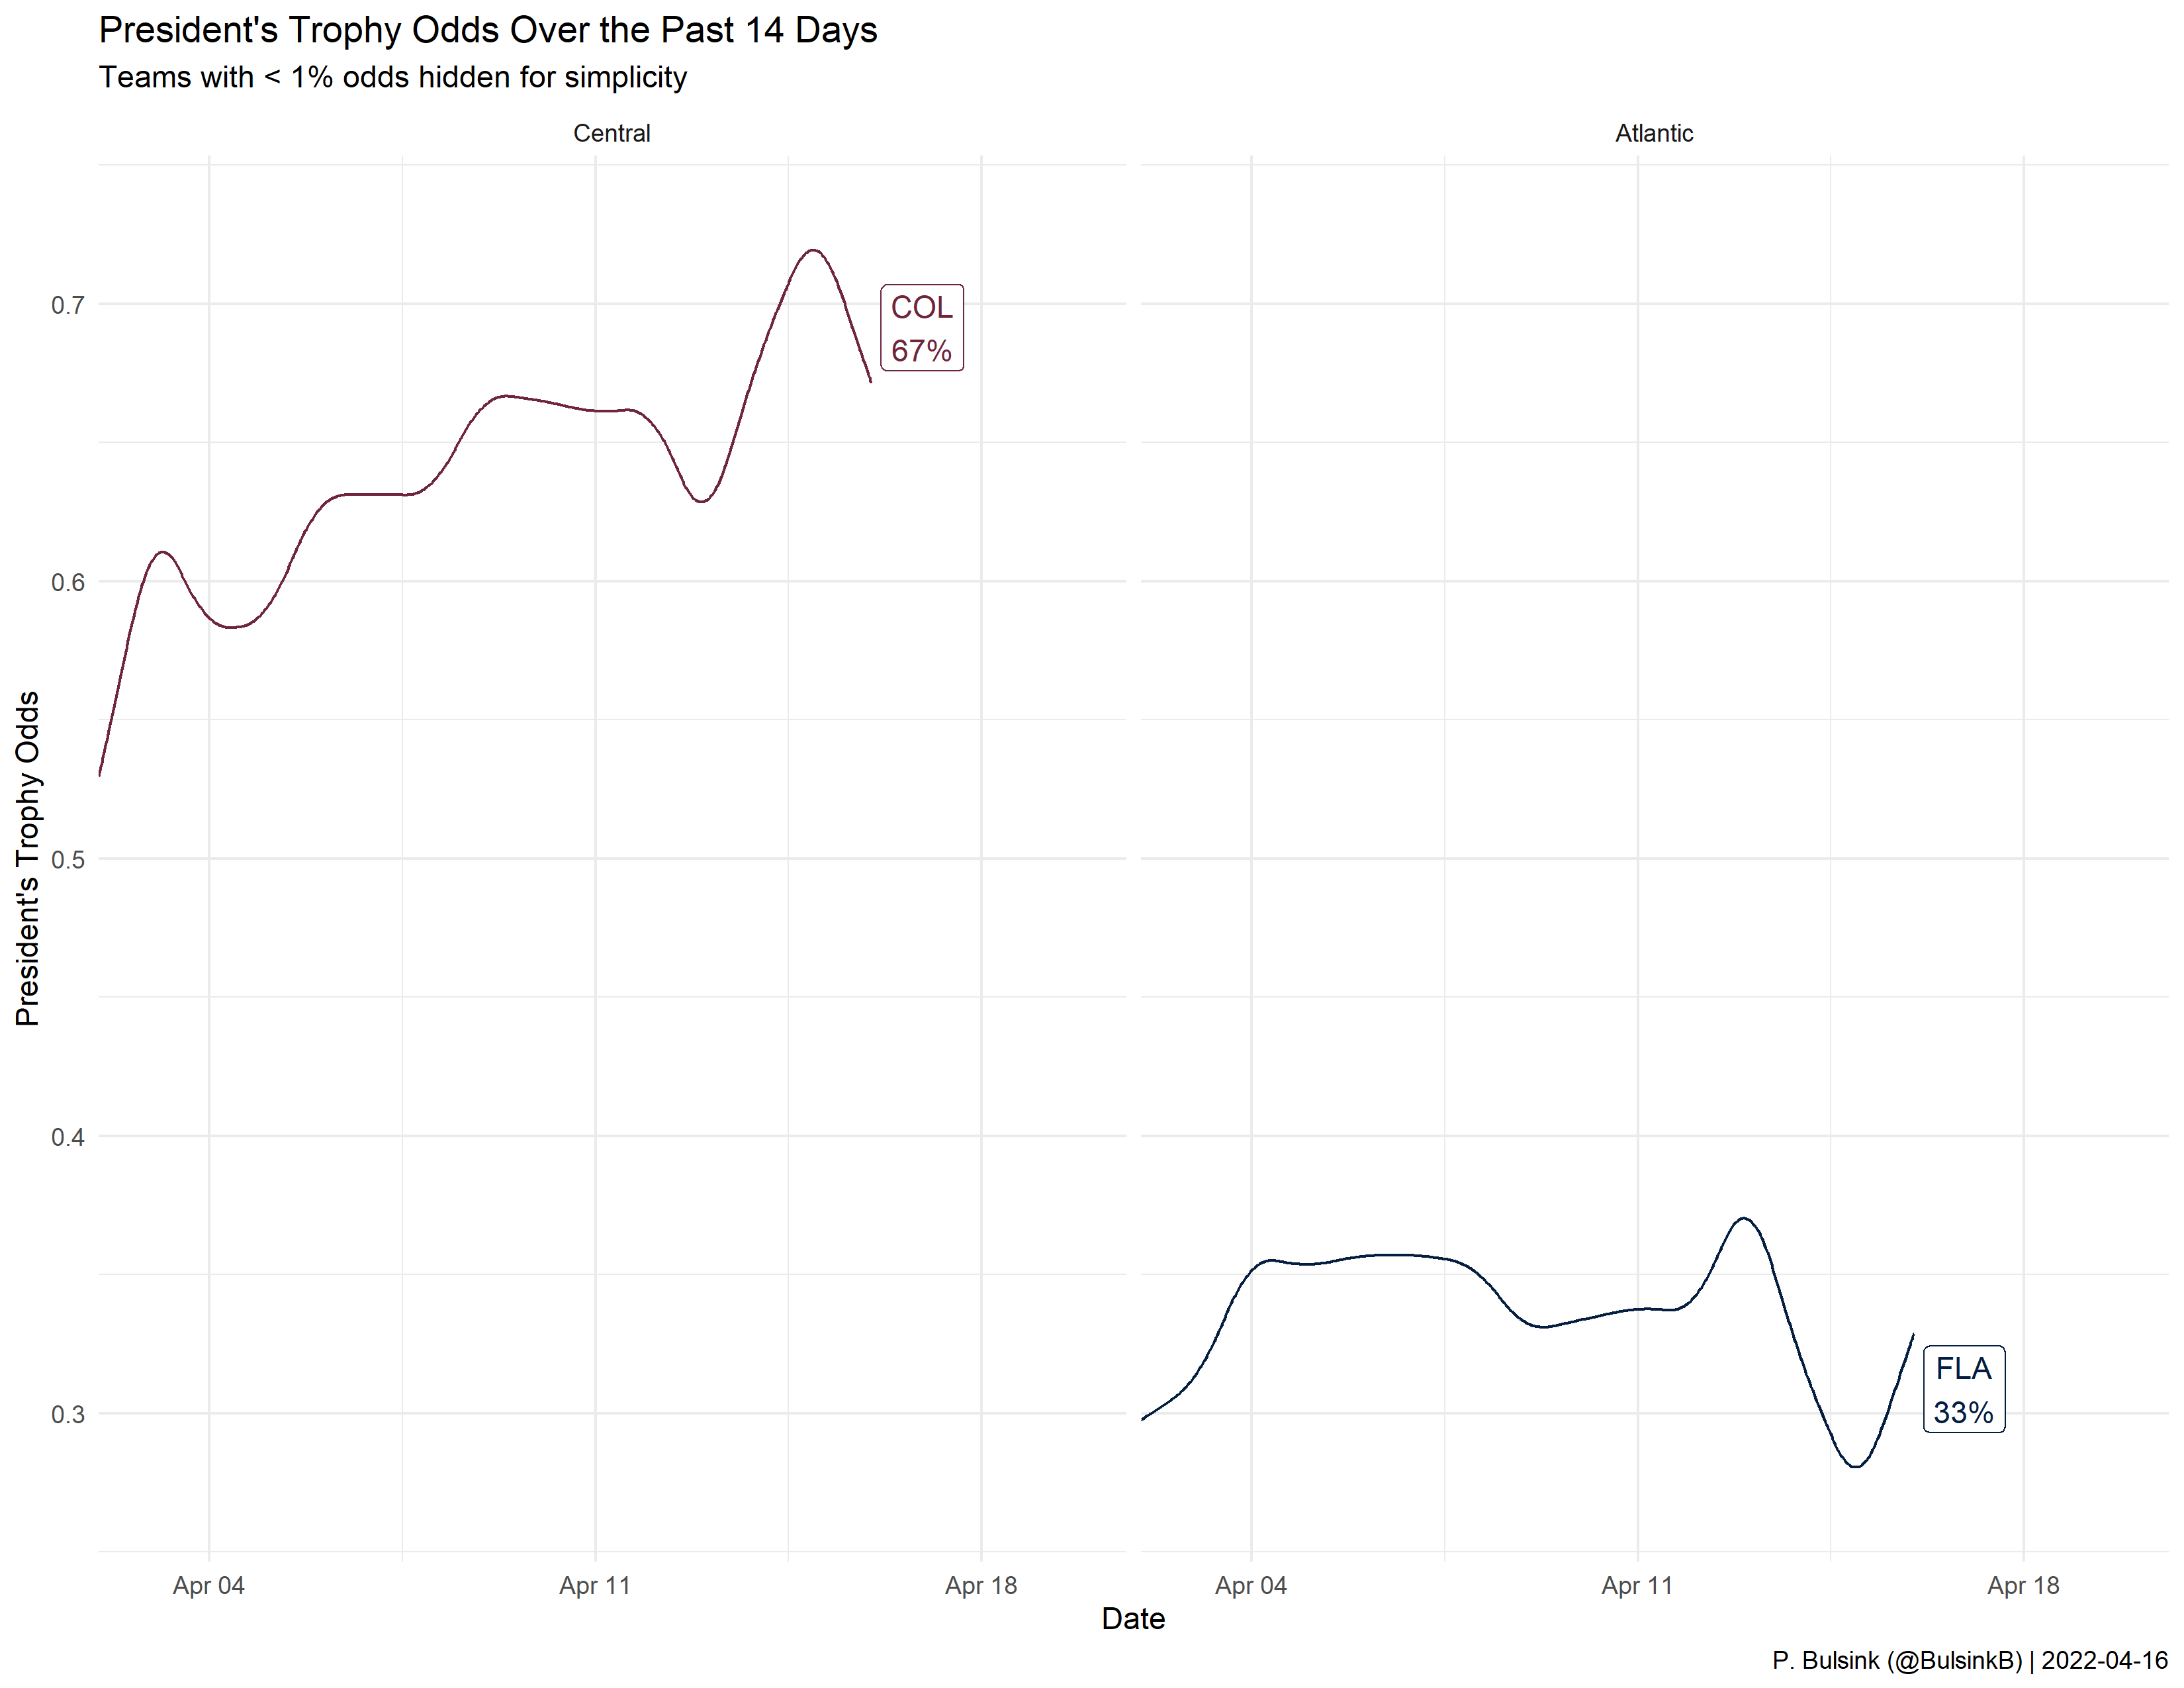 President's Trophy Odds Over the Past 14 Days
Teams with < 1% odds hidden for simplicity
Central
Atlantic
President's Trophy Odds
0.7
0.6
0.5
0.4
0.3
COL
67%
FLA
33%
Apr 04
Apr 11
Apr 18
Apr 04
Apr 11
Apr 18
Date
P. Bulsink (@BulsinkB) | 2022-04-16